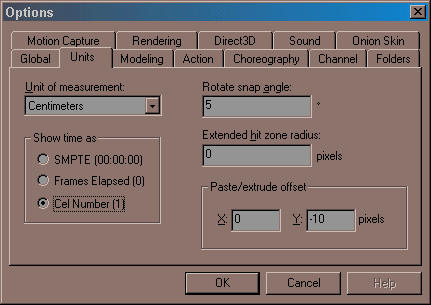 Options
Motion Capture Rendering Direct3D Sound Onion Skin
Global Units Modeling Action Choreography Channel Folders
Unit of measurement:
Centimeters
Rotate snap angle:
5 °
Show time as
SMPTE (00:00:00)
Frames Elapsed (0)
Cel Number (1)
Extended hit zone radius:
0 pixels
Paste/extrude offset
X: 0 Y: -10 pixels
OK Cancel Help